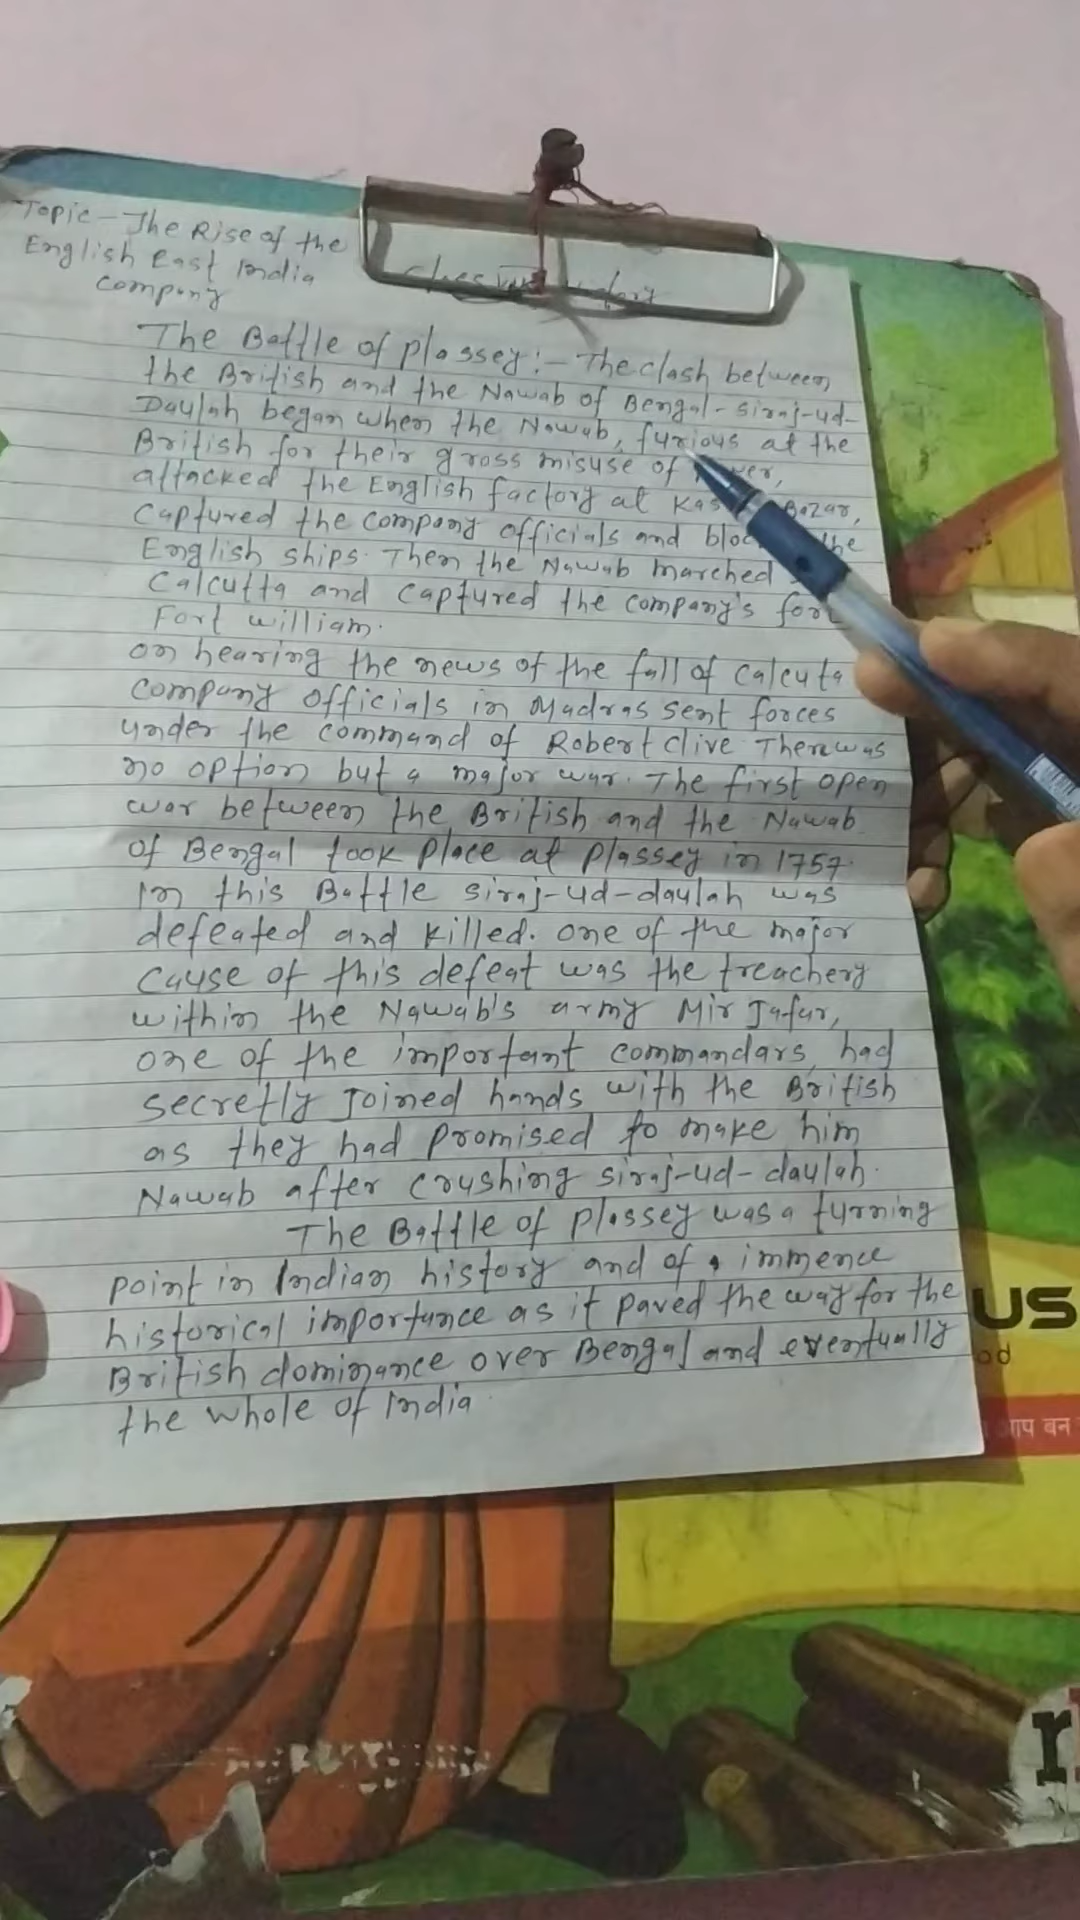 Topic - The Rise of the
English East India
Company
Class VIII History
The Battle of plassey :- The clash between
the British and the Nawab of Bengal - siraj-ud-
Daulah began when the Nawab, furious at the
British for their gross misuse of
attacked the English factory at Bazar,
Captured the company officials and the
English ships. Then the Nawab marched
Calcutta and captured the company's fort
Fort william.
on hearing the news of the fall of Calcuta
company officials in Madras sent forces
under the command of Robert clive There was
no option but a major war. The first open
war between the British and the Nawab
of Bengal took place at Plassey in 1757.
In this Battle siraj-ud-daulah was
defeated and killed. one of the major
cause of this defeat was the treachery
within the Nawab's army Mir Jafar,
one of the important commandars, had
secretly Joined hands with the British
as they had promised to make him
Nawab after crushing siraj-ud-daulah.
The Battle of plassey was a turning
point in Indian history and of a immence
historical importance as it paved the way for the
British dominance over Bengal and eventually
the whole of India
US
od
आप बन
r